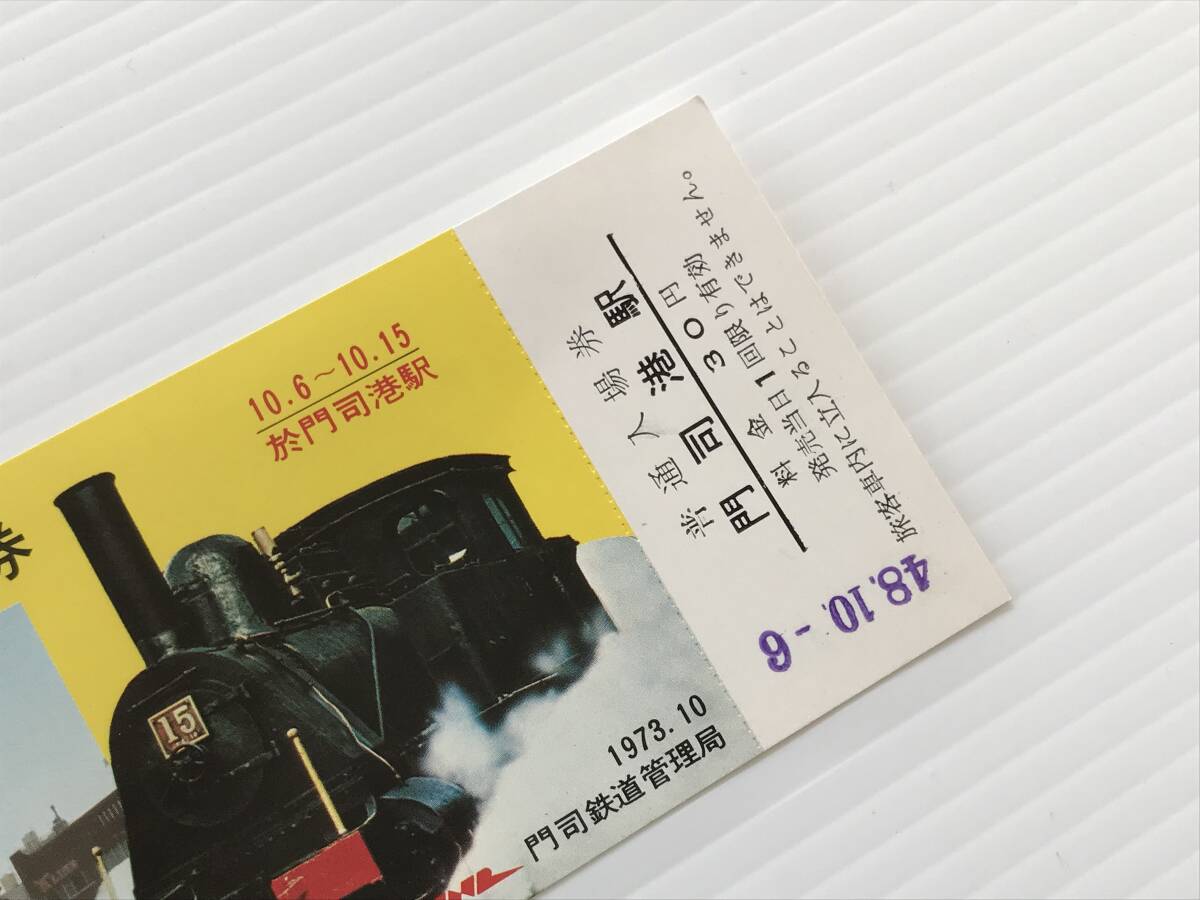 10.6～10.15
於門司港駅
券
15
1973.10
門司鉄道管理局
JNR
普通入場券
門司港駅
料金30円
発売当日1回限り有効
旅客車内に立入ることはできません。
48.10.-6